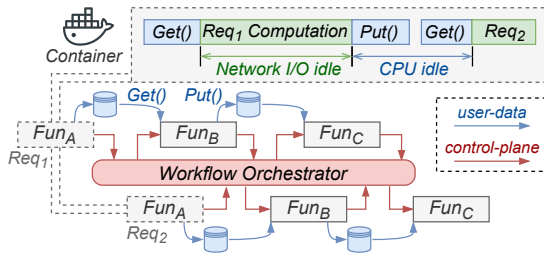 Container
Get() Req1 Computation Put() Get() Req2
Network I/O idle CPU idle
Get() Put()
FunA FunB FunC
Req1
user-data
control-plane
Workflow Orchestrator
FunA FunB FunC
Req2